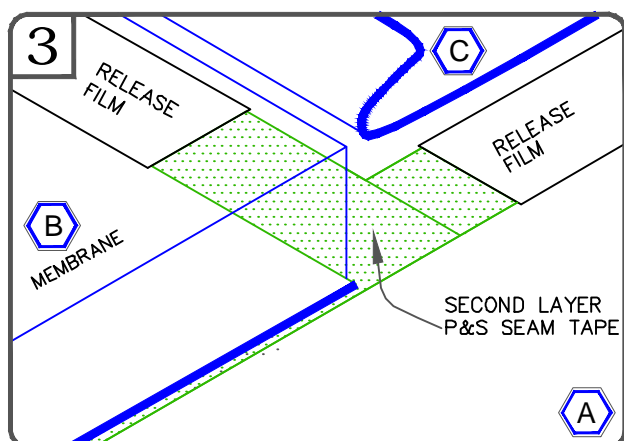 3
C
RELEASE
FILM
RELEASE
FILM
B
MEMBRANE
SECOND LAYER
P&S SEAM TAPE
A